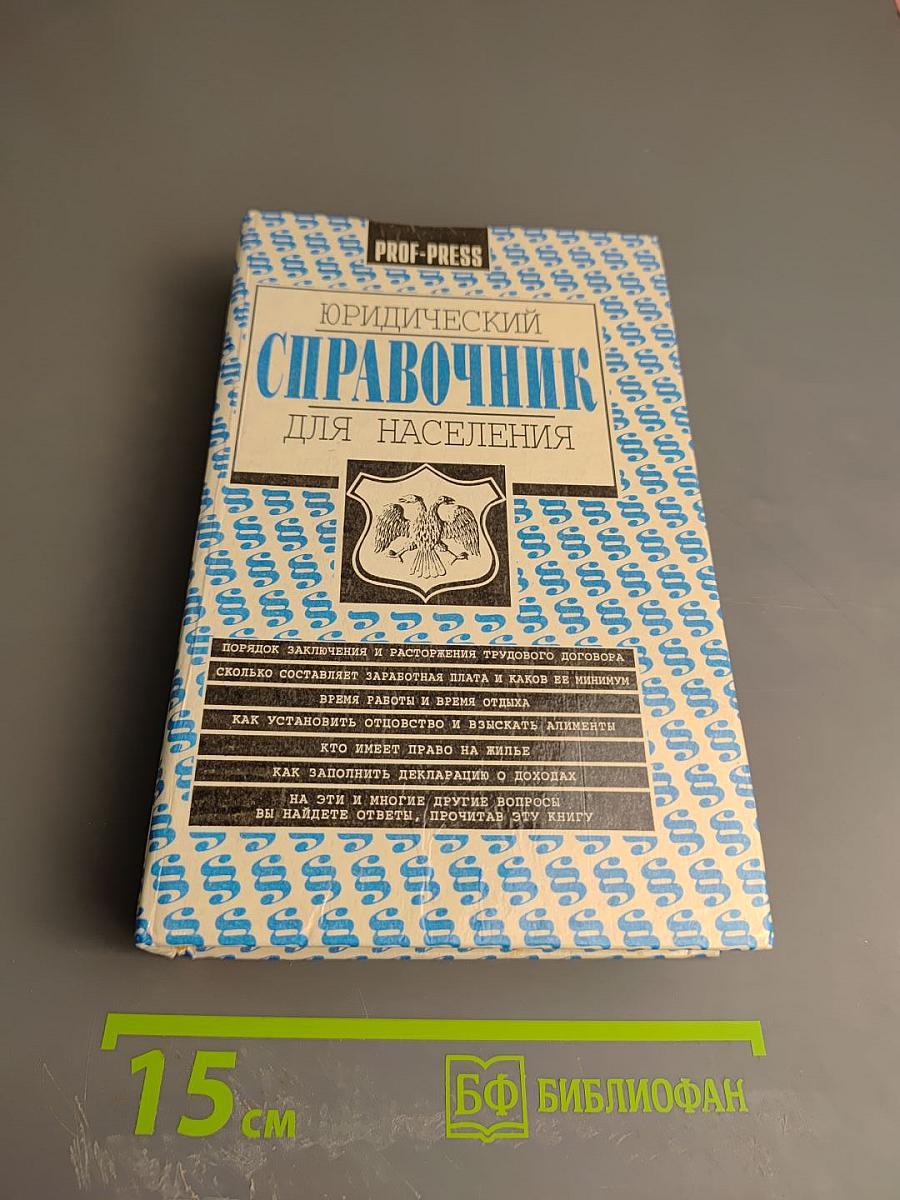 PROF-PRESS
ЮРИДИЧЕСКИЙ
СПРАВОЧНИК
ДЛЯ НАСЕЛЕНИЯ
ПОРЯДОК ЗАКЛЮЧЕНИЯ И РАСТОРЖЕНИЯ ТРУДОВОГО ДОГОВОРА
СКОЛЬКО СОСТАВЛЯЕТ ЗАРАБОТНАЯ ПЛАТА И КАКОВ ЕЕ МИНИМУМ
ВРЕМЯ РАБОТЫ И ВРЕМЯ ОТДЫХА
КАК УСТАНОВИТЬ ОТЦОВСТВО И ВЗЫСКАТЬ АЛИМЕНТЫ
КТО ИМЕЕТ ПРАВО НА ЖИЛЬЕ
КАК ЗАПОЛНИТЬ ДЕКЛАРАЦИЮ О ДОХОДАХ
НА ЭТИ И МНОГИЕ ДРУГИЕ ВОПРОСЫ
ВЫ НАЙДЕТЕ ОТВЕТЫ, ПРОЧИТАВ ЭТУ КНИГУ
15 см
БФ БИБЛИОФАН